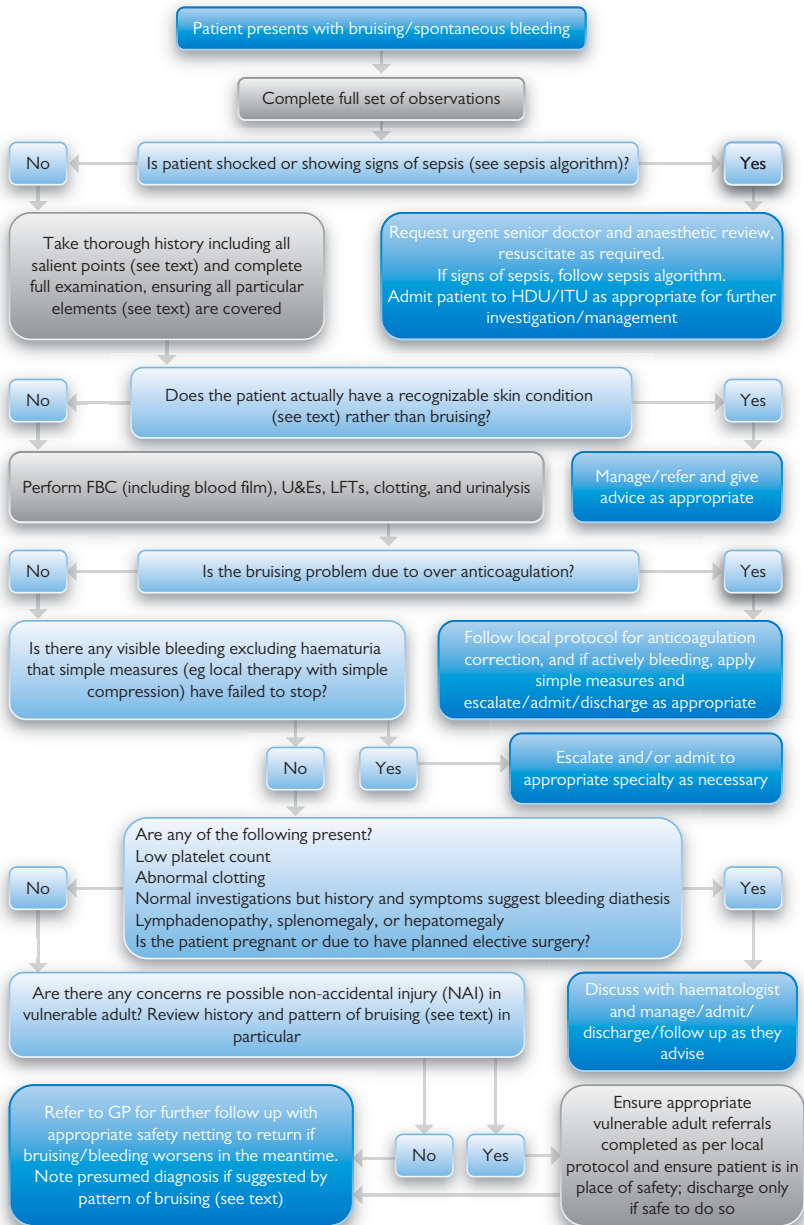 Patient presents with bruising/spontaneous bleeding
Complete full set of observations
No
Is patient shocked or showing signs of sepsis (see sepsis algorithm)?
Yes
Take thorough history including all
salient points (see text) and complete
full examination, ensuring all particular
elements (see text) are covered
Request urgent senior doctor and anaesthetic review,
resuscitate as required.
If signs of sepsis, follow sepsis algorithm.
Admit patient to HDU/ITU as appropriate for further
investigation/management
No
Does the patient actually have a recognizable skin condition
(see text) rather than bruising?
Yes
Perform FBC (including blood film), U&Es, LFTs, clotting, and urinalysis
Manage/refer and give
advice as appropriate
No
Is the bruising problem due to over anticoagulation?
Yes
Is there any visible bleeding excluding haematuria
that simple measures (eg local therapy with simple
compression) have failed to stop?
Follow local protocol for anticoagulation
correction, and if actively bleeding, apply
simple measures and
escalate/admit/discharge as appropriate
No
Yes
Escalate and/or admit to
appropriate specialty as necessary
No
Are any of the following present?
Low platelet count
Abnormal clotting
Normal investigations but history and symptoms suggest bleeding diathesis
Lymphadenopathy, splenomegaly, or hepatomegaly
Is the patient pregnant or due to have planned elective surgery?
Yes
Are there any concerns re possible non-accidental injury (NAI) in
vulnerable adult? Review history and pattern of bruising (see text) in
particular
Discuss with haematologist
and manage/admit/
discharge/follow up as they
advise
Refer to GP for further follow up with
appropriate safety netting to return if
bruising/bleeding worsens in the meantime.
Note presumed diagnosis if suggested by
pattern of bruising (see text)
No
Yes
Ensure appropriate
vulnerable adult referrals
completed as per local
protocol and ensure patient is in
place of safety; discharge only
if safe to do so